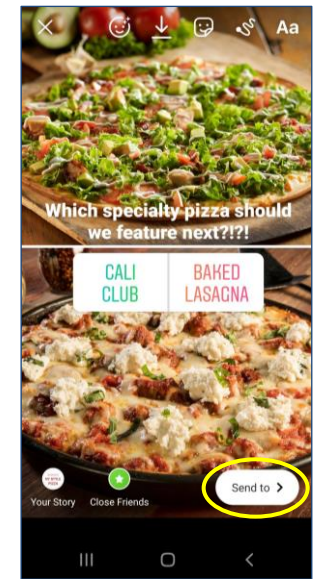 Aa
Which specialty pizza should
we feature next?!?!
CALI
CLUB
BAKED
LASAGNA
Your Story
Close Friends
Send to >